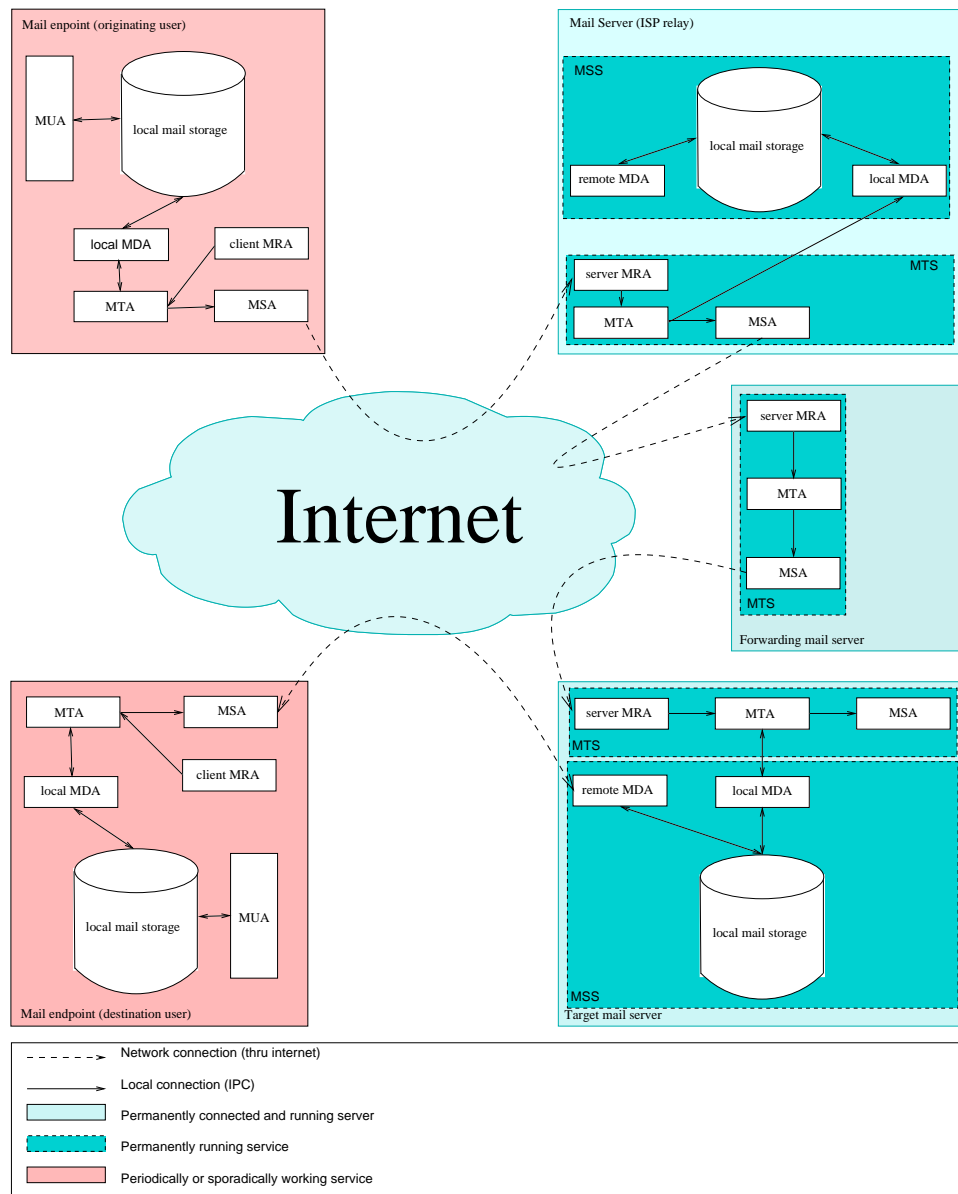 Mail enpoint (originating user)
MUA
local mail storage
local MDA
client MRA
MTA
MSA
Mail Server (ISP relay)
MSS
local mail storage
remote MDA
local MDA
server MRA
MTS
MTA
MSA
server MRA
MTA
MSA
MTS
Forwarding mail server
Internet
MTA
MSA
client MRA
local MDA
local mail storage
MUA
Mail endpoint (destination user)
server MRA
MTA
MSA
MTS
remote MDA
local MDA
local mail storage
MSS
Target mail server
Network connection (thru internet)
Local connection (IPC)
Permanently connected and running server
Permanently running service
Periodically or sporadically working service